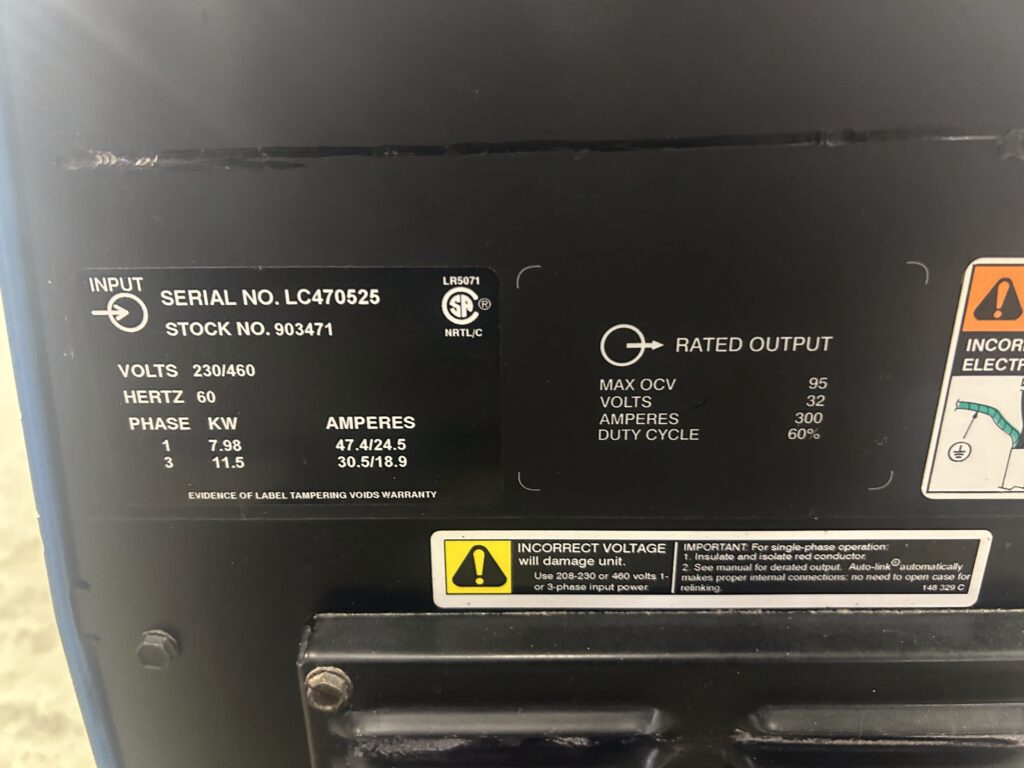 INPUT
SERIAL NO. LC470525
STOCK NO. 903471
LR5071
SA ®
NRTL/C
VOLTS 230/460
HERTZ 60
PHASE KW AMPERES
1 7.98 47.4/24.5
3 11.5 30.5/18.9
EVIDENCE OF LABEL TAMPERING VOIDS WARRANTY
RATED OUTPUT
MAX OCV 95
VOLTS 32
AMPERES 300
DUTY CYCLE 60%
INCORRECT VOLTAGE
will damage unit.
Use 208-230 or 460 volts 1-
or 3-phase input power.
IMPORTANT: For single-phase operation:
1. Insulate and isolate red conductor.
2. See manual for derated output. Auto-link® automatically
makes proper internal connections: no need to open case for
relinking.
148 329 C